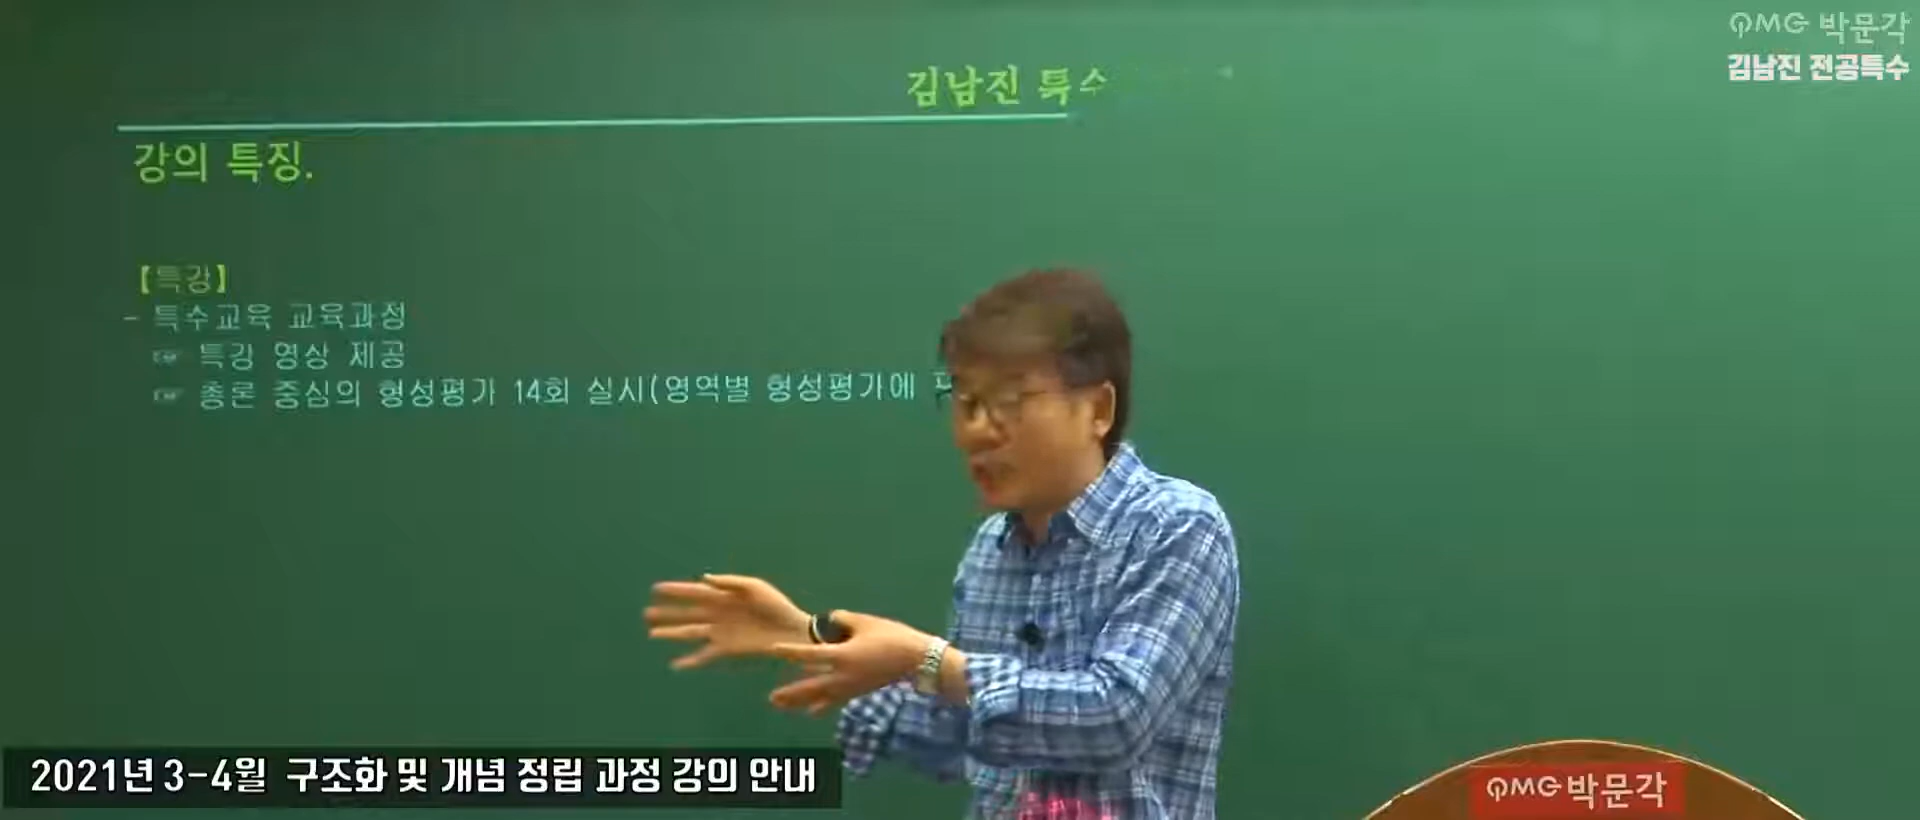 PMG 박문각
김남진 전공특수
김남진 특수
강의 특징.
【특강】
- 특수교육 교육과정
☞ 특강 영상 제공
☞ 총론 중심의 형성평가 14회 실시(영역별 형성평가에
2021년 3-4월 구조화 및 개념 정립 과정 강의 안내
PMG 박문각